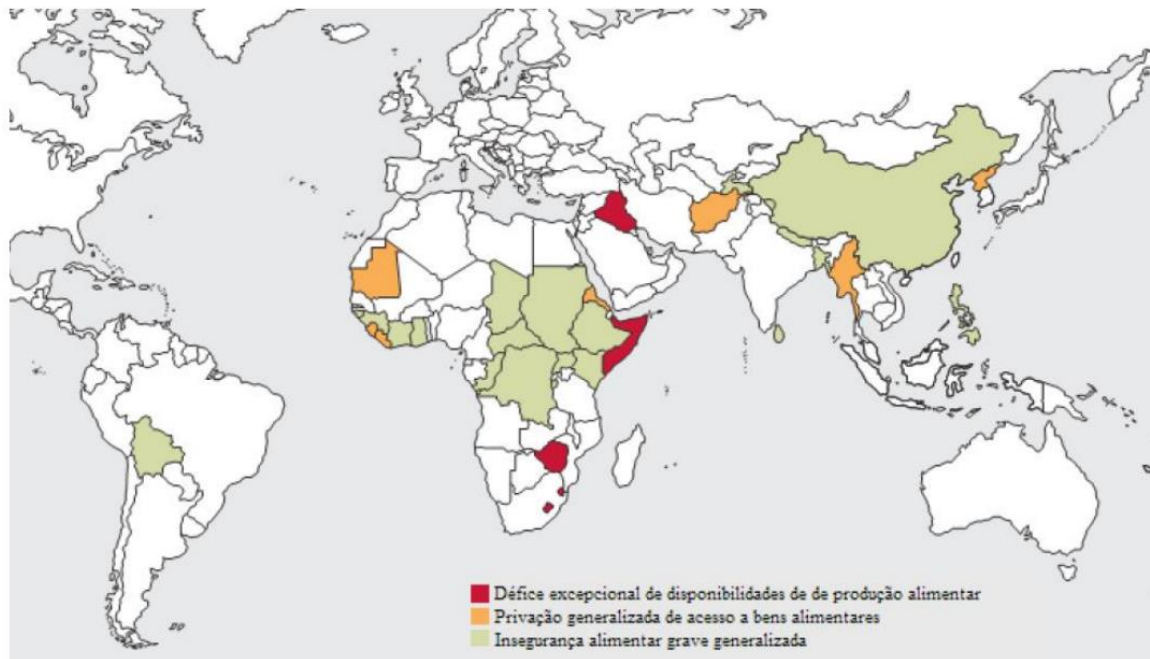 Défice excepcional de disponibilidades de de produção alimentar
Privação generalizada de acesso a bens alimentares
Insegurança alimentar grave generalizada